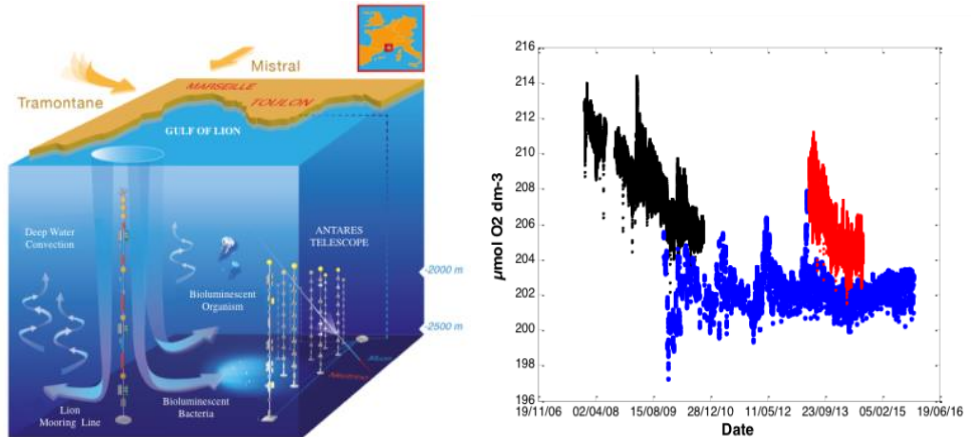 Mistral
Tramontane
MARSEILLE
TOULON
GULF OF LION
Deep Water
Convection
ANTARES
TELESCOPE
-2000 m
Bioluminescent
Organism
-2500 m
Muon
Neutrino
Lion
Mooring Line
Bioluminescent
Bacteria
216
214
212
210
208
206
204
202
200
198
196
µmol O2 dm-3
19/11/06 02/04/08 15/08/09 28/12/10 11/05/12 23/09/13 05/02/15 19/06/16
Date